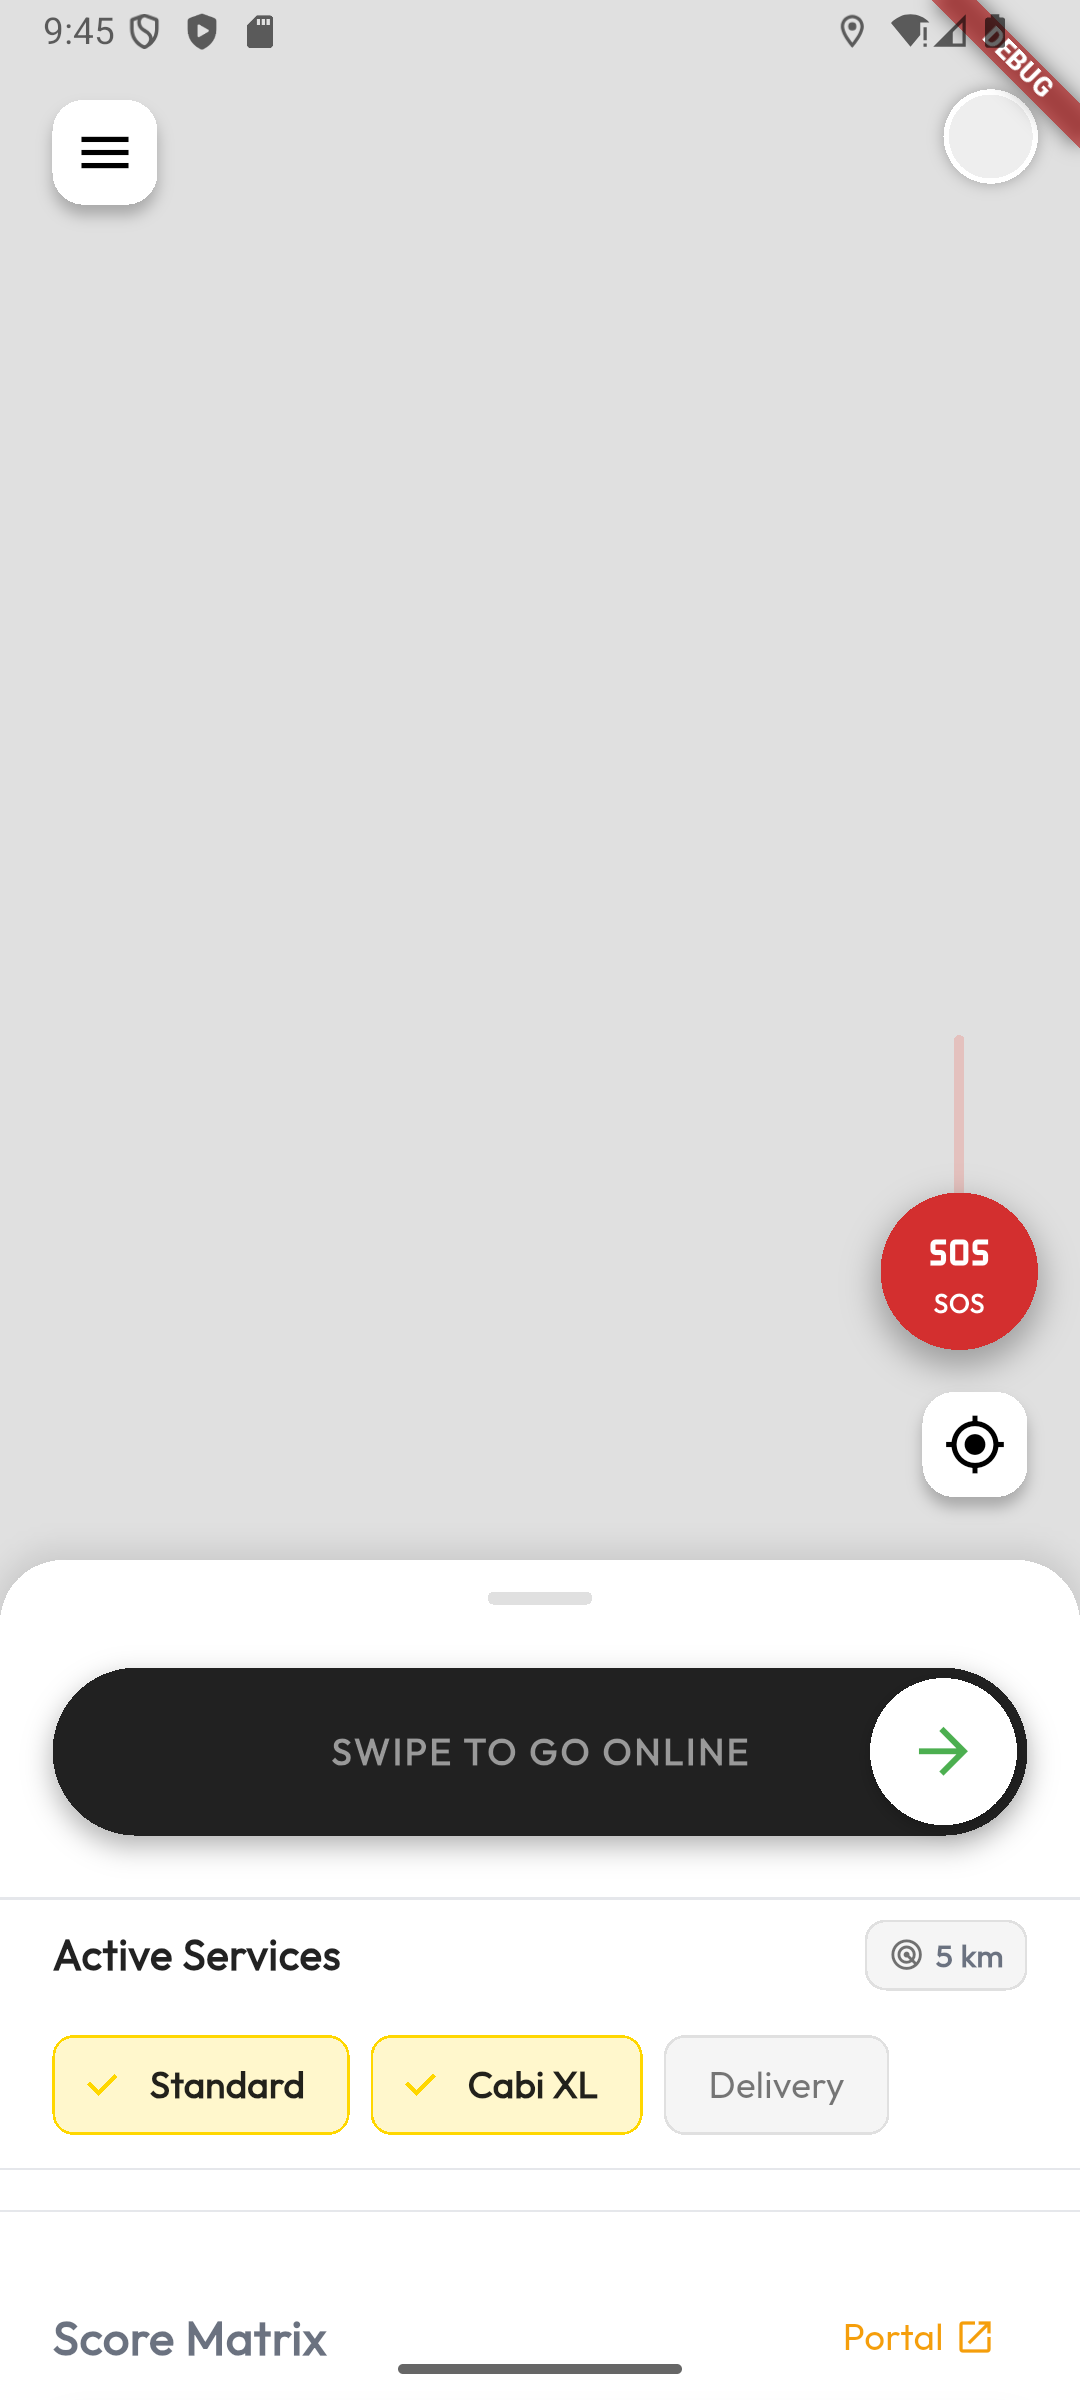 9:45
DEBUG
SOS
SOS
SWIPE TO GO ONLINE
Active Services
5 km
Standard
Cabi XL
Delivery
Score Matrix
Portal